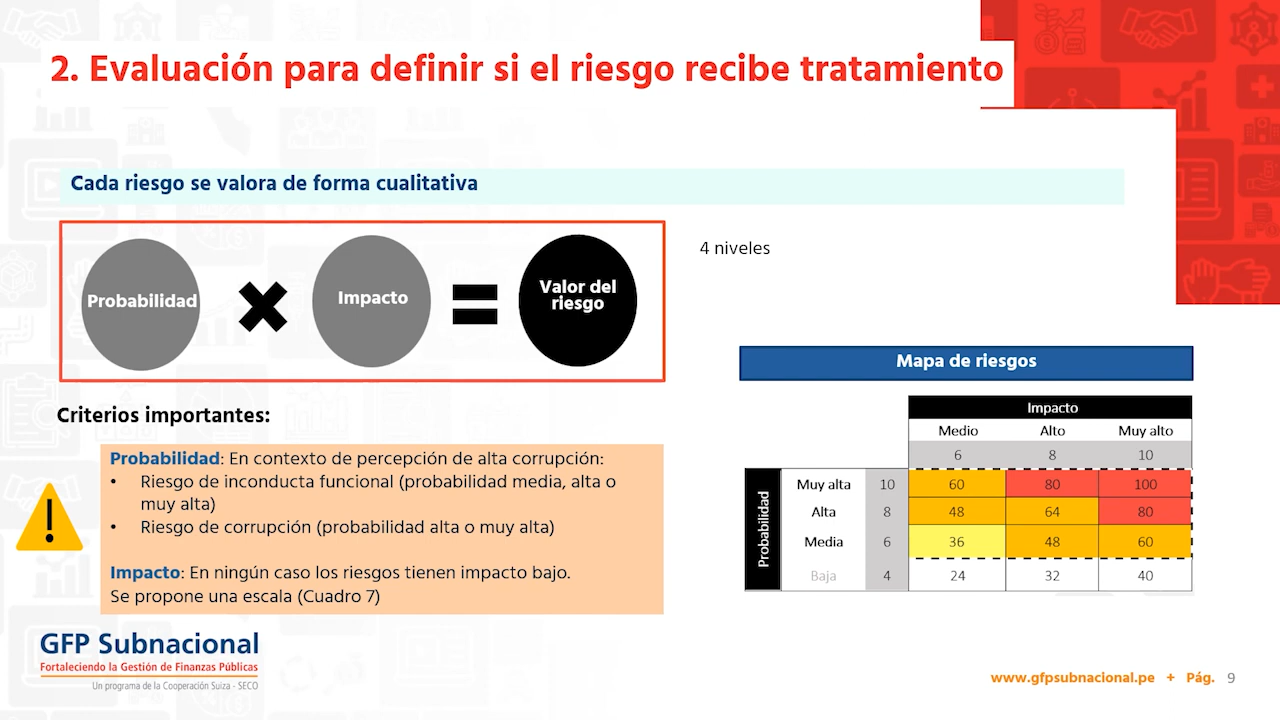 2. Evaluación para definir si el riesgo recibe tratamiento
Cada riesgo se valora de forma cualitativa
Probabilidad
Impacto
Valor del
riesgo
4 niveles
Criterios importantes:
Probabilidad: En contexto de percepción de alta corrupción:
• Riesgo de inconducta funcional (probabilidad media, alta o
muy alta)
• Riesgo de corrupción (probabilidad alta o muy alta)
Impacto: En ningún caso los riesgos tienen impacto bajo.
Se propone una escala (Cuadro 7)
Mapa de riesgos
Impacto
Medio Alto Muy alto
6 8 10
Probabilidad
Muy alta 10 60 80 100
Alta 8 48 64 80
Media 6 36 48 60
Baja 4 24 32 40
GFP Subnacional
Fortaleciendo la Gestión de Finanzas Públicas
Un programa de la Cooperación Suiza - SECO
www.gfpsubnacional.pe + Pág. 9